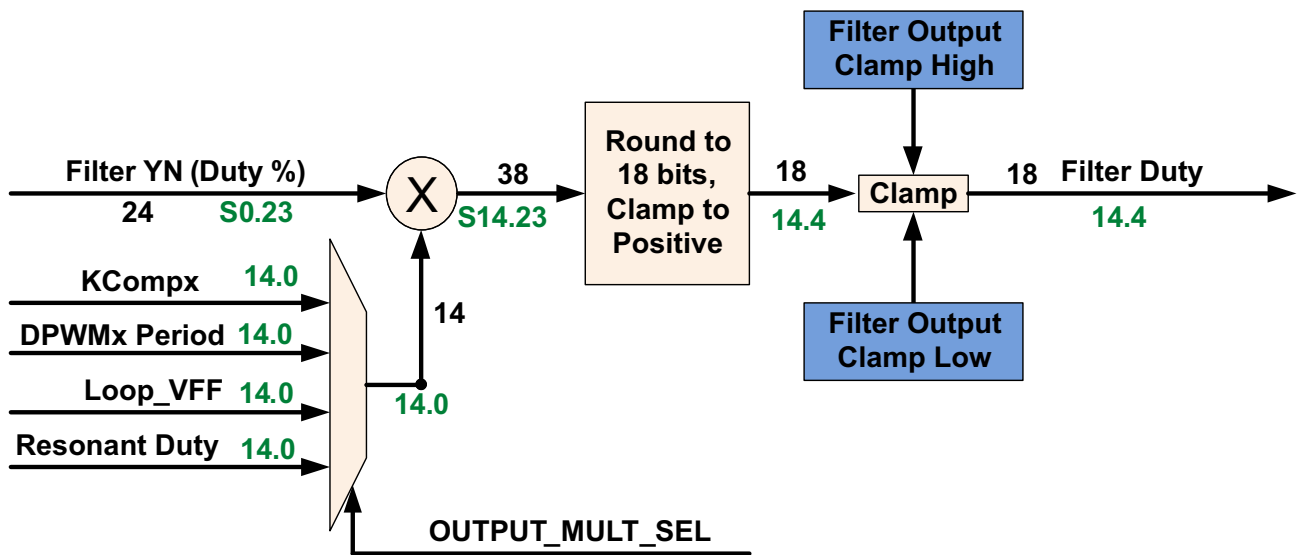 Filter Output
Clamp High
Filter YN (Duty %)
24
S0.23
X
38
S14.23
Round to
18 bits,
Clamp to
Positive
18
14.4
Clamp
18
Filter Duty
14.4
KCompx
14.0
DPWMx Period
14.0
Loop_VFF
14.0
Resonant Duty
14.0
14
14.0
Filter Output
Clamp Low
OUTPUT_MULT_SEL